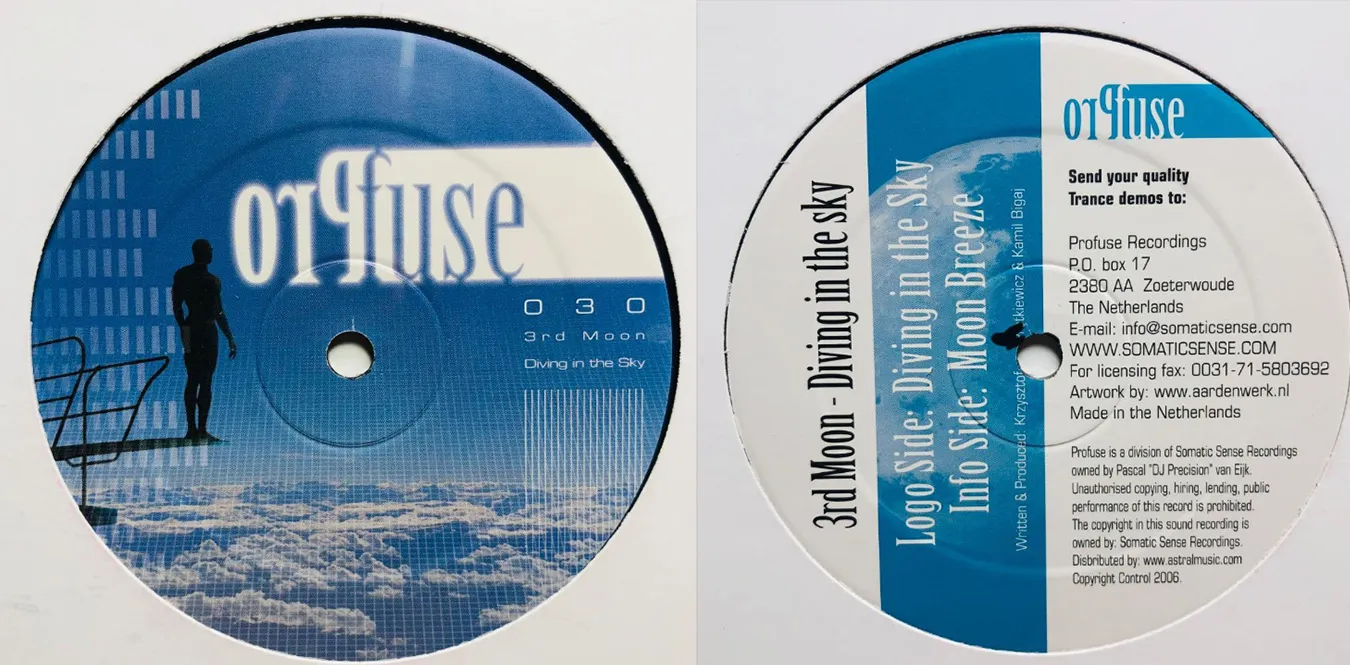 Profuse
0 3 0
3rd Moon
Diving in the Sky
3rd Moon - Diving in the sky
Logo Side: Diving in the Sky
Info Side: Moon Breeze
Written & Produced: Krzysztof & Kamil Bigaj
Profuse
Send your quality
Trance demos to:
Profuse Recordings
P.O. box 17
2380 AA Zoeterwoude
The Netherlands
E-mail: info@somaticsense.com
WWW.SOMATICSENSE.COM
For licensing fax: 0031-71-5803692
Artwork by: www.aardenwerk.nl
Made in the Netherlands
Profuse is a division of Somatic Sense Recordings
owned by Pascal "DJ Precision" van Eijk.
Unauthorised copying, hiring, lending, public
performance of this record is prohibited.
The copyright in this sound recording is
owned by: Somatic Sense Recordings.
Disbributed by: www.astralmusic.com
Copyright Control 2006.